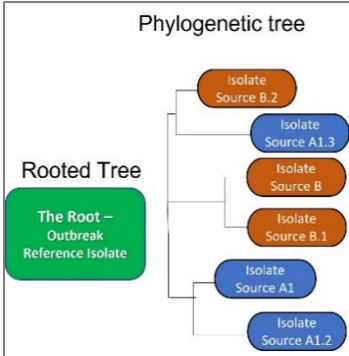 Phylogenetic tree
Isolate
Source B.2
Isolate
Source A1.3
Rooted Tree
Isolate
Source B
The Root –
Outbreak
Reference Isolate
Isolate
Source B.1
Isolate
Source A1
Isolate
Source A1.2